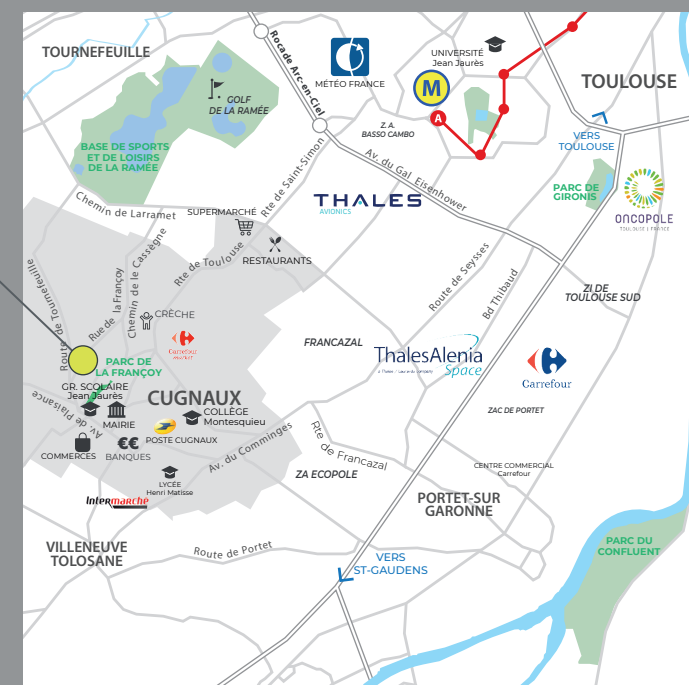 TOURNEFEUILLE
Rocade Arc-en-Ciel
MÉTÉO FRANCE
UNIVERSITÉ
Jean Jaurès
M
A
TOULOUSE
GOLF
DE LA RAMÉE
Z. A.
BASSO CAMBO
VERS
TOULOUSE
BASE DE SPORTS
ET DE LOISIRS
DE LA RAMÉE
Av. du Gal Eisenhower
Rte de Saint-Simon
PARC DE
GIRONIS
ONCOPOLE
TOULOUSE | FRANCE
THALES
AVIONICS
Chemin de Larramet
SUPERMARCHÉ
RESTAURANTS
Rte de Toulouse
Chemin de le Cassègne
Route de Tournefeuille
Rue de la Françoy
Route de Seysses
Bd Thibaud
ZI DE
TOULOUSE SUD
CRÈCHE
Carrefour
market
FRANCAZAL
ThalesAlenia
Space
Carrefour
PARC DE
LA FRANÇOY
GR. SCOLAIRE
Jean Jaurès
CUGNAUX
Av. de Plaisance
MAIRIE
COLLÈGE
Montesquieu
ZAC DE PORTET
€€
POSTE CUGNAUX
COMMERCES
BANQUES
Av. du Comminges
Rte de Francazal
LYCÉE
Henri Matisse
ZA ECOPOLE
CENTRE COMMERCIAL
Carrefour
Intermarché
PORTET-SUR
GARONNE
VILLENEUVE
TOLOSANE
Route de Portet
VERS
ST-GAUDENS
PARC DU
CONFLUENT